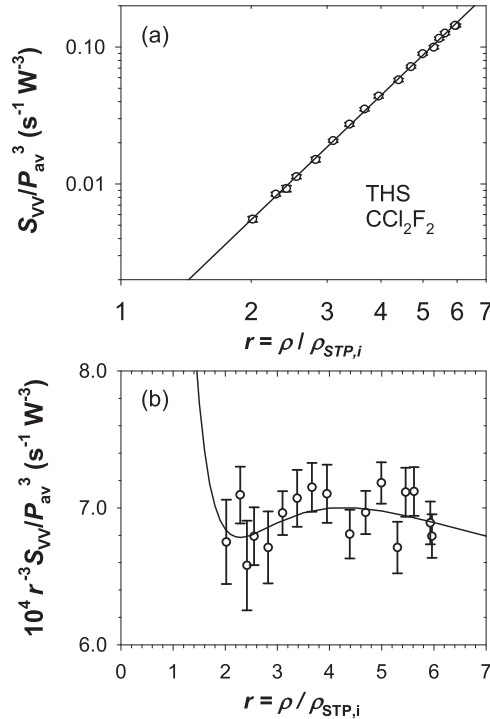 (a)
S_VV/P_av^3 (s^-1 W^-3)
0.10
0.01
THS
CCl₂F₂
1 2 3 4 5 6 7
r = ρ / ρ_STP,i
(b)
10^4 r^-3 S_VV/P_av^3 (s^-1 W^-3)
8.0
7.0
6.0
0 1 2 3 4 5 6 7
r = ρ / ρ_STP,i